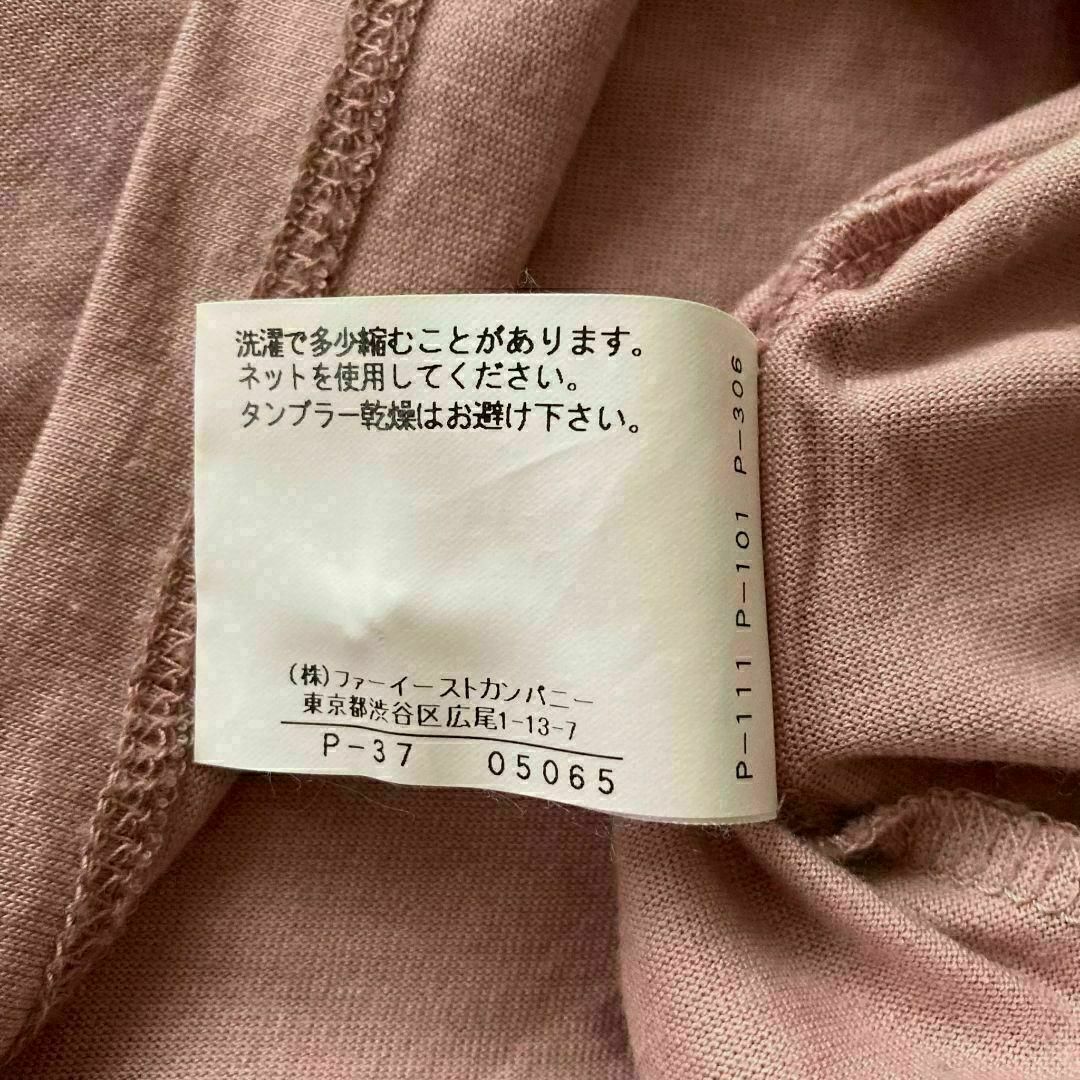 洗濯で多少縮むことがあります。
ネットを使用してください。
タンブラー乾燥はお避け下さい。
(株)ファーイーストカンパニー
東京都渋谷区広尾1-13-7
P-37 05065
P-111 P-101 P-306